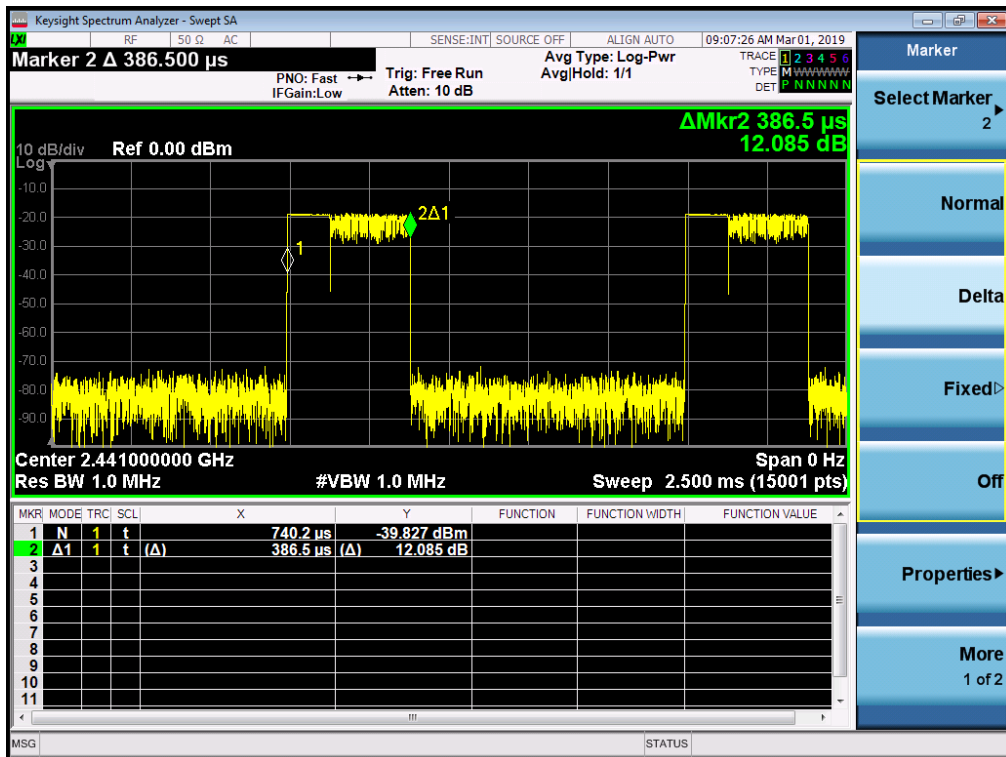 Keysight Spectrum Analyzer - Swept SA
LXI RF 50 Ω AC SENSE:INT SOURCE OFF ALIGN AUTO 09:07:26 AM Mar 01, 2019
Marker 2 Δ 386.500 µs
PNO: Fast
IFGain:Low
Trig: Free Run
Atten: 10 dB
Avg Type: Log-Pwr
Avg|Hold: 1/1
TRACE 1 2 3 4 5 6
TYPE M WWWWW
DET P N N N N N
ΔMkr2 386.5 µs
12.085 dB
10 dB/div Ref 0.00 dBm
Log
-10.0
-20.0
-30.0
-40.0
-50.0
-60.0
-70.0
-80.0
-90.0
1
2Δ1
Center 2.441000000 GHz Span 0 Hz
Res BW 1.0 MHz #VBW 1.0 MHz Sweep 2.500 ms (15001 pts)
MKR MODE TRC SCL X Y FUNCTION FUNCTION WIDTH FUNCTION VALUE
1 N 1 t 740.2 µs -39.827 dBm
2 Δ1 1 t (Δ) 386.5 µs (Δ) 12.085 dB
3
4
5
6
7
8
9
10
11
MSG STATUS
Marker
Select Marker
2
Normal
Delta
Fixed
Off
Properties
More
1 of 2